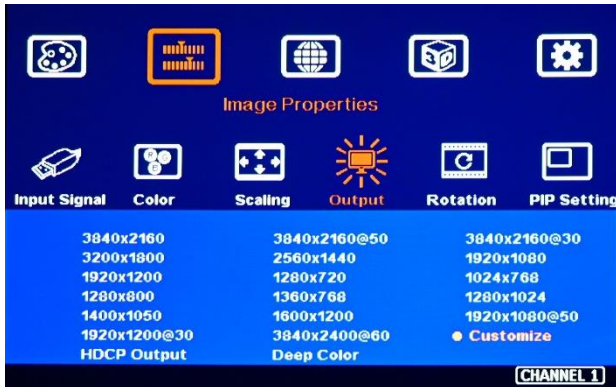 3D
Image Properties
R G B
Input Signal Color Scaling Output Rotation PIP Setting
3840x2160 3840x2160@50 3840x2160@30
3200x1800 2560x1440 1920x1080
1920x1200 1280x720 1024x768
1280x800 1360x768 1280x1024
1400x1050 1600x1200 1920x1080@50
1920x1200@30 3840x2400@60 Customize
HDCP Output Deep Color
CHANNEL 1